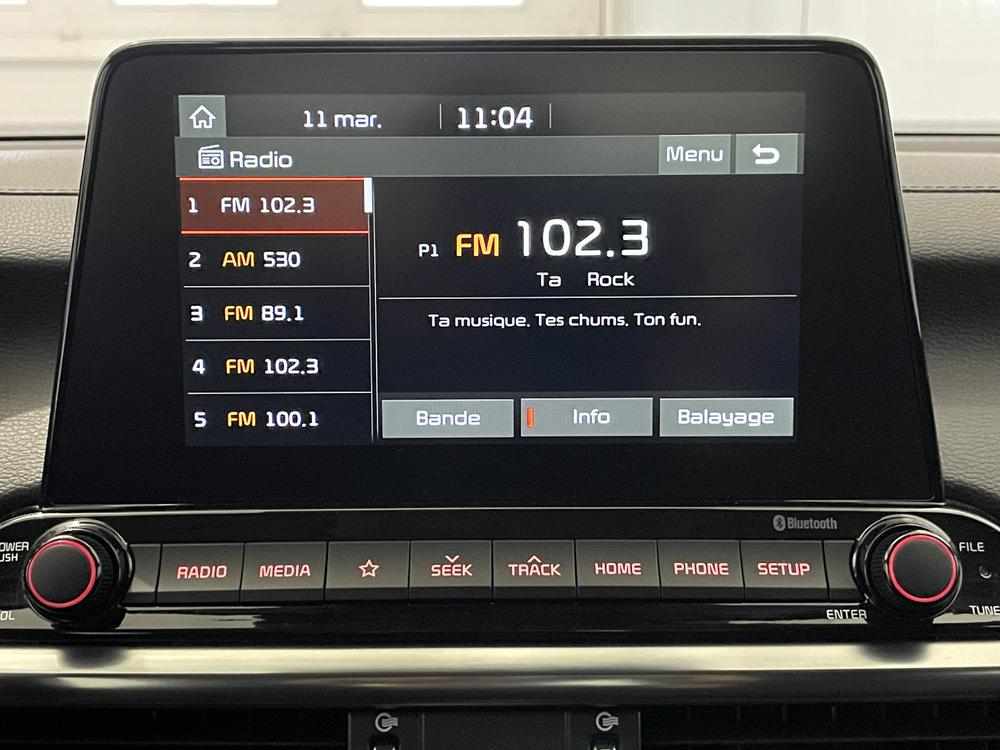 11 mar. 11:04
Radio Menu
1 FM 102.3
2 AM 530
3 FM 89.1
4 FM 102.3
5 FM 100.1
P1 FM 102.3
Ta Rock
Ta musique. Tes chums. Ton fun.
Bande Info Balayage
Bluetooth
RADIO MEDIA SEEK TRACK HOME PHONE SETUP
FILE
ENTER TUNE